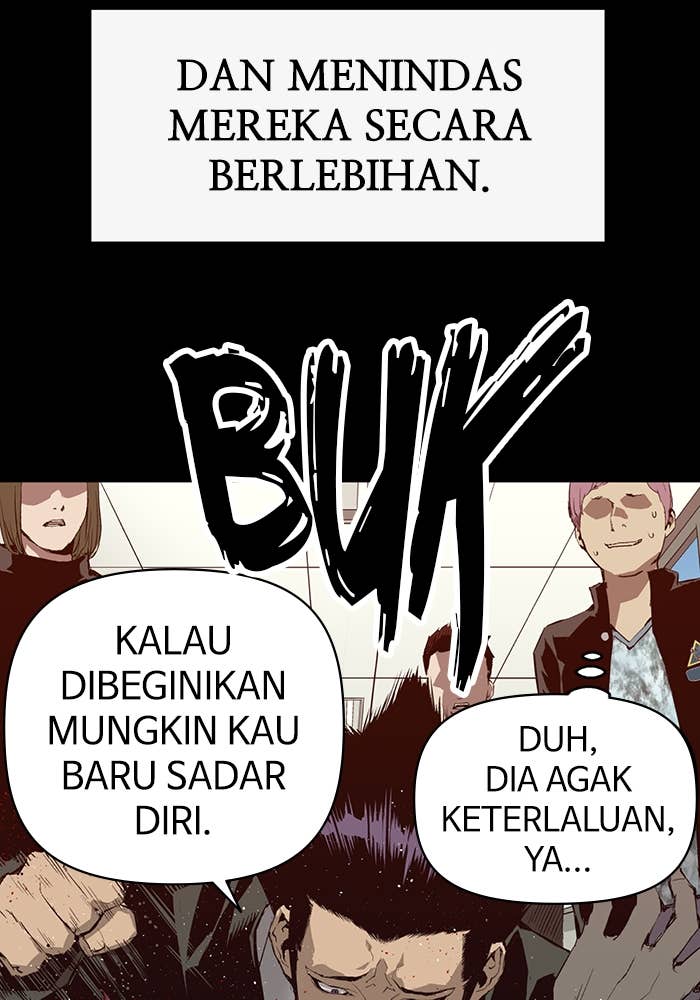 DAN MENINDAS
MEREKA SECARA
BERLEBIHAN.
BUK
KALAU
DIBEGINIKAN
MUNGKIN KAU
BARU SADAR
DIRI.
DUH,
DIA AGAK
KETERLALUAN,
YA...